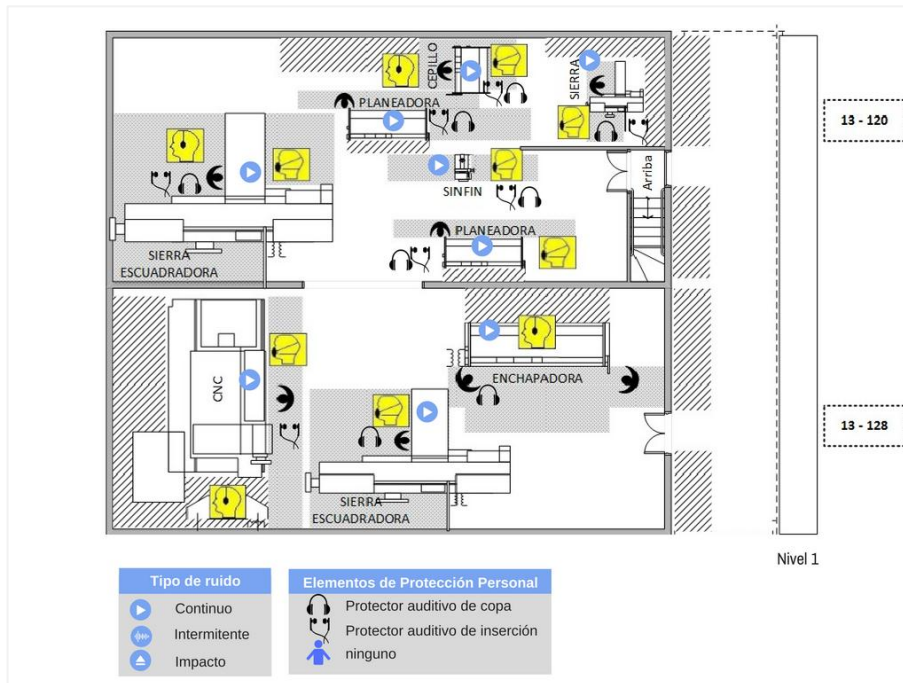 CEPILLO
SIERRA
PLANEADORA
13 - 120
Arriba
SINFIN
PLANEADORA
SIERRA
ESCUADRADORA
CNC
ENCHAPADORA
13 - 128
SIERRA
ESCUADRADORA
Nivel 1
Tipo de ruido
Continuo
Intermitente
Impacto
Elementos de Protección Personal
Protector auditivo de copa
Protector auditivo de inserción
ninguno